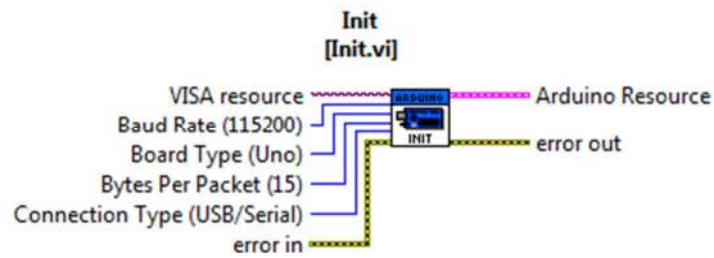 Init
[Init.vi]
VISA resource
Baud Rate (115200)
Board Type (Uno)
Bytes Per Packet (15)
Connection Type (USB/Serial)
error in
ARDUINO
INIT
Arduino Resource
error out